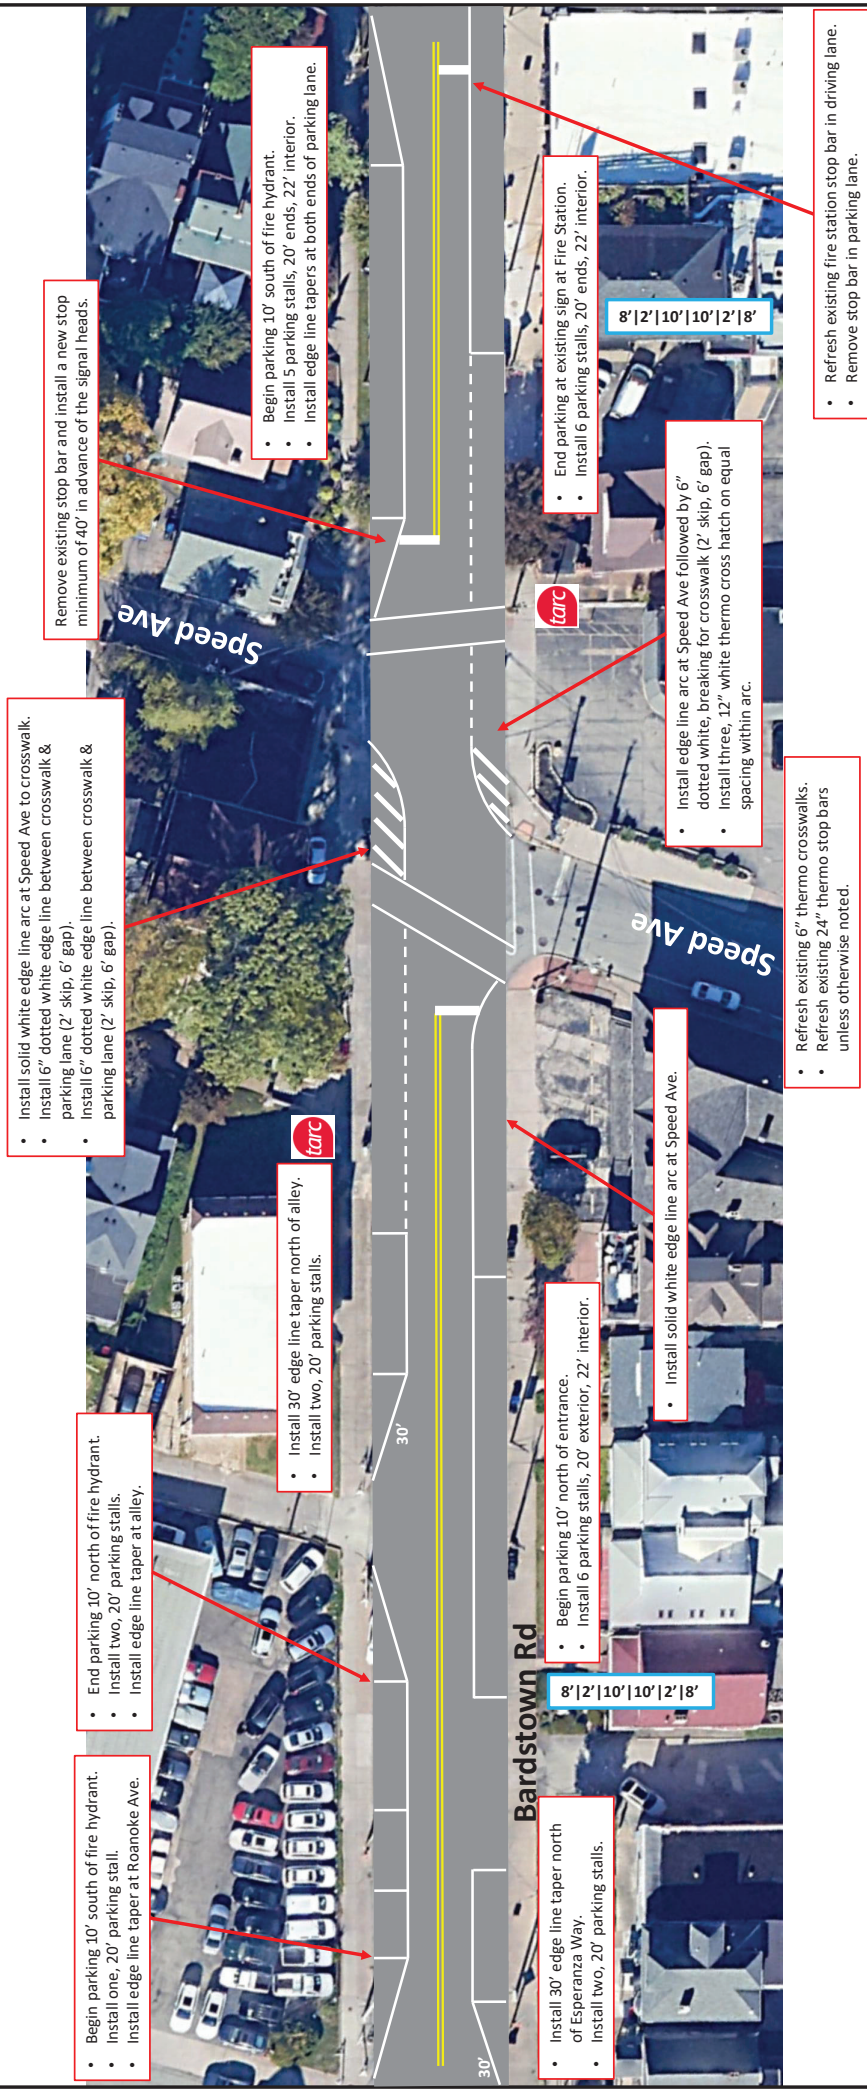 • Begin parking 10’ south of fire hydrant.
• Install one, 20’ parking stall.
• Install edge line taper at Roanoke Ave.
• End parking 10’ north of fire hydrant.
• Install two, 20’ parking stalls.
• Install edge line taper at alley.
• Install 30’ edge line taper north of alley.
• Install two, 20’ parking stalls.
tarc
• Install solid white edge line arc at Speed Ave to crosswalk.
• Install 6” dotted white edge line between crosswalk &
parking lane (2’ skip, 6’ gap).
• Install 6” dotted white edge line between crosswalk &
parking lane (2’ skip, 6’ gap).
Remove existing stop bar and install a new stop
minimum of 40’ in advance of the signal heads.
Speed Ave
• Begin parking 10’ south of fire hydrant.
• Install 5 parking stalls, 20’ ends, 22’ interior.
• Install edge line tapers at both ends of parking lane.
30’
30’
Bardstown Rd
• Install 30’ edge line taper north
of Esperanza Way.
• Install two, 20’ parking stalls.
8’|2’|10’|10’|2’|8’
• Begin parking 10’ north of entrance.
• Install 6 parking stalls, 20’ exterior, 22’ interior.
• Install solid white edge line arc at Speed Ave.
Speed Ave
• Refresh existing 6” thermo crosswalks.
• Refresh existing 24” thermo stop bars
unless otherwise noted.
tarc
• Install edge line arc at Speed Ave followed by 6”
dotted white, breaking for crosswalk (2’ skip, 6’ gap).
• Install three, 12” white thermo cross hatch on equal
spacing within arc.
• End parking at existing sign at Fire Station.
• Install 6 parking stalls, 20’ ends, 22’ interior.
8’|2’|10’|10’|2’|8’
• Refresh existing fire station stop bar in driving lane.
• Remove stop bar in parking lane.